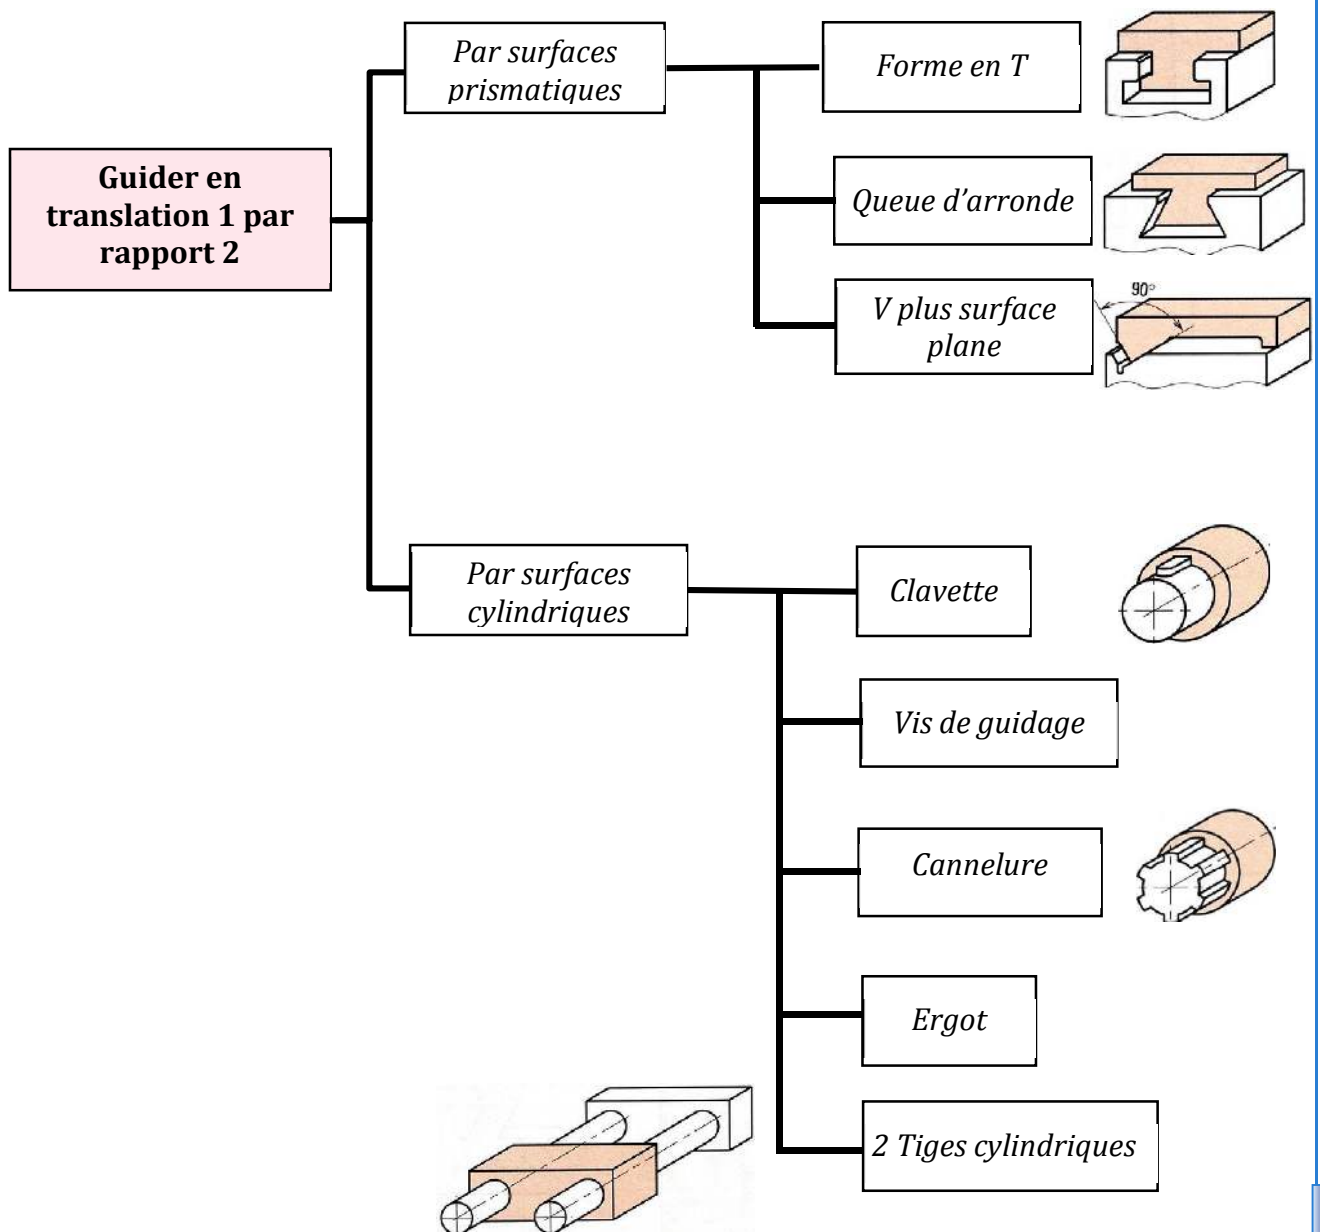 Guider en
translation 1 par
rapport 2
Par surfaces
prismatiques
Forme en T
Queue d'arronde
V plus surface
plane
90°
Par surfaces
cylindriques
Clavette
Vis de guidage
Cannelure
Ergot
2 Tiges cylindriques